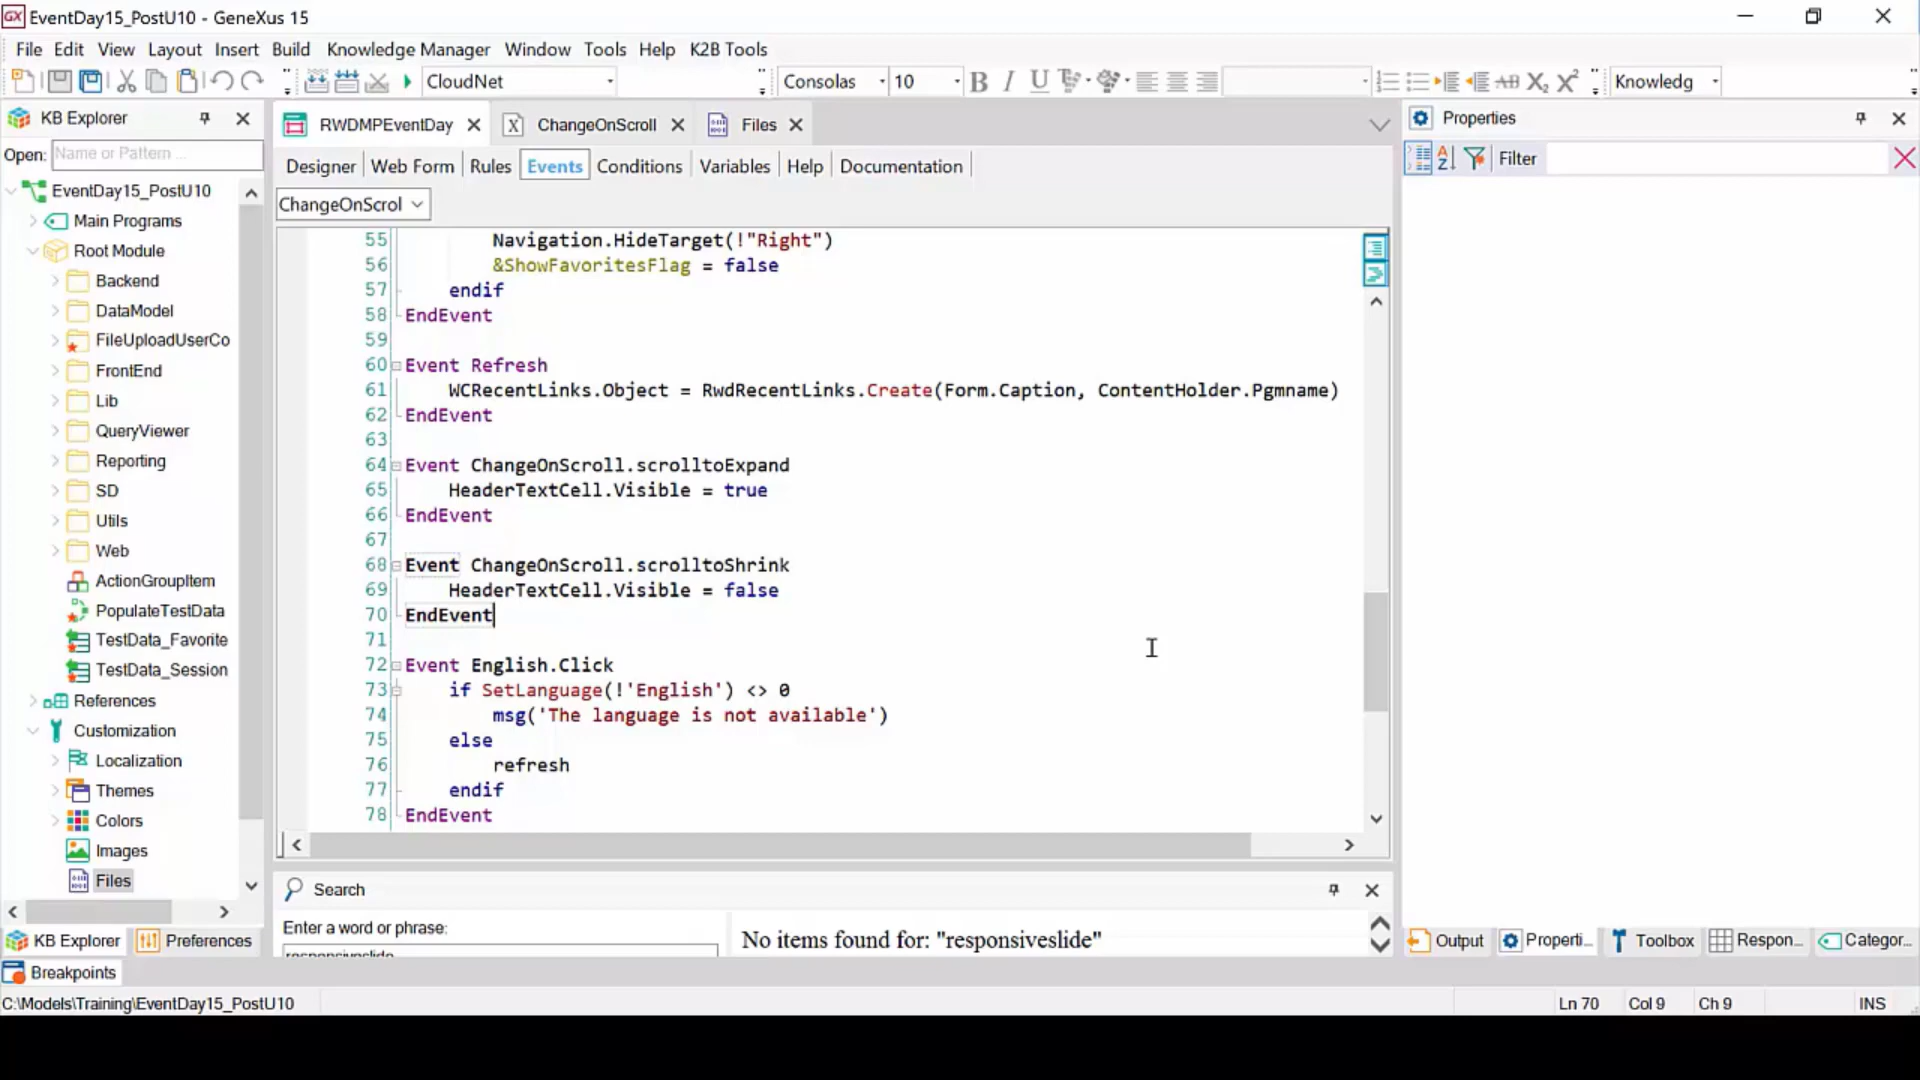 EventDay15_PostU10 - GeneXus 15
File Edit View Layout Insert Build Knowledge Manager Window Tools Help K2B Tools
CloudNet Consolas 10 B I U AB X₂ X² Knowledg
KB Explorer
Open: Name or Pattern ...
EventDay15_PostU10
Main Programs
Root Module
Backend
DataModel
FileUploadUserCo
FrontEnd
Lib
QueryViewer
Reporting
SD
Utils
Web
ActionGroupItem
PopulateTestData
TestData_Favorite
TestData_Session
References
Customization
Localization
Themes
Colors
Images
Files
KB Explorer Preferences
RWDMPEventDay ChangeOnScroll Files
Designer Web Form Rules Events Conditions Variables Help Documentation
ChangeOnScrol
55 Navigation.HideTarget(!"Right")
56 &ShowFavoritesFlag = false
57 endif
58 EndEvent
59
60 Event Refresh
61 WCRecentLinks.Object = RwdRecentLinks.Create(Form.Caption, ContentHolder.Pgmname)
62 EndEvent
63
64 Event ChangeOnScroll.scrolltoExpand
65 HeaderTextCell.Visible = true
66 EndEvent
67
68 Event ChangeOnScroll.scrolltoShrink
69 HeaderTextCell.Visible = false
70 EndEvent
71
72 Event English.Click
73 if SetLanguage(!'English') <> 0
74 msg('The language is not available')
75 else
76 refresh
77 endif
78 EndEvent
Search
Enter a word or phrase:
responsiveslide
No items found for: "responsiveslide"
Properties
Filter
Output Properti... Toolbox Respon... Categor...
Breakpoints
C:\Models\Training\EventDay15_PostU10 Ln 70 Col 9 Ch 9 INS